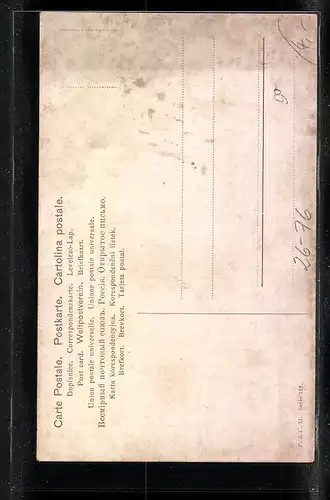 Carte Postale. Postkarte. Cartolina postale.
Dopisnice. Correspondenzkarte. Levelezö-Lap.
Post card. Weltpostverein. Briefkaart.
Union postale universelle. Unione postale universale.
Всемірный почтовый союзъ. Россія. Открытое письмо.
Karta korespondencyjna. Korespondenční lístek.
Brefkort. Brevkort. Tarjeta postal.
26-76